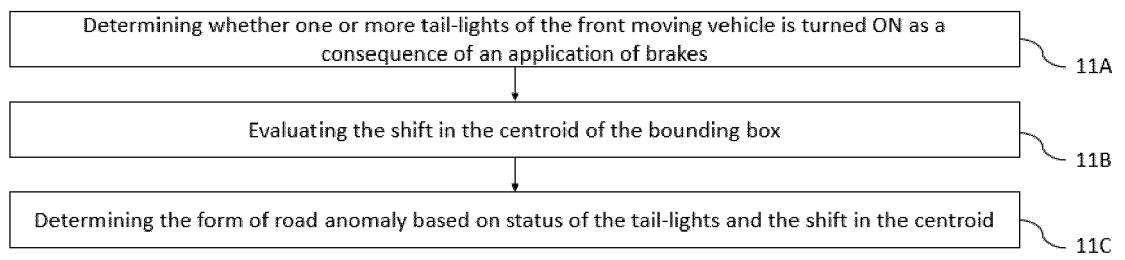 Determining whether one or more tail-lights of the front moving vehicle is turned ON as a
consequence of an application of brakes
11A
Evaluating the shift in the centroid of the bounding box
11B
Determining the form of road anomaly based on status of the tail-lights and the shift in the centroid
11C